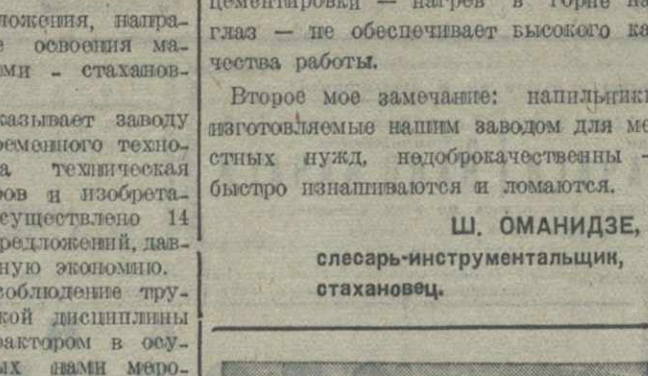 ложения, напра-
е освоения ма-
ми - стаханов-
казывает заводу
ременного техно-
а техническая
ров и изобрета-
существлено 14
редложений, дав-
ную экономию.
соблюдение тру-
кой дисциплины
рактором в осу-
ых нами меро-
цементировки — нагрев в горне на
глаз — не обеспечивает высокого ка
чества работы.
Второе мое замечание: напильники
изготовляемые нашим заводом для ме
стных нужд, недоброкачественны -
быстро изнашиваются и ломаются.
Ш. ОМАНИДЗЕ,
слесарь-инструментальщик,
стахановец.